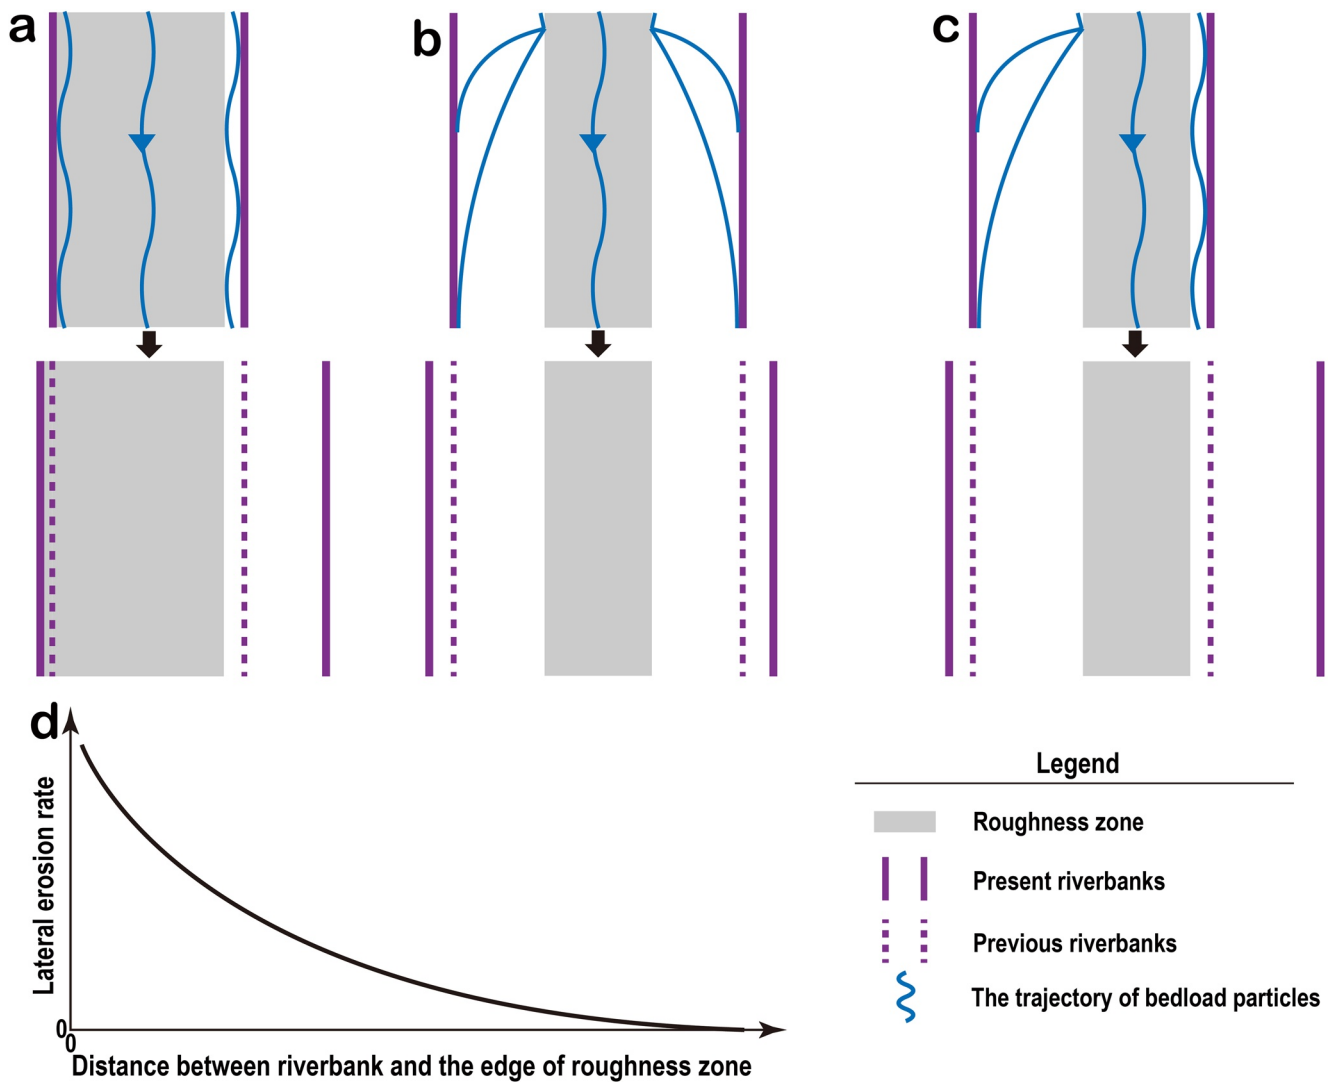 a
b
c
d
Lateral erosion rate
0
0
Distance between riverbank and the edge of roughness zone
Legend
Roughness zone
Present riverbanks
Previous riverbanks
The trajectory of bedload particles